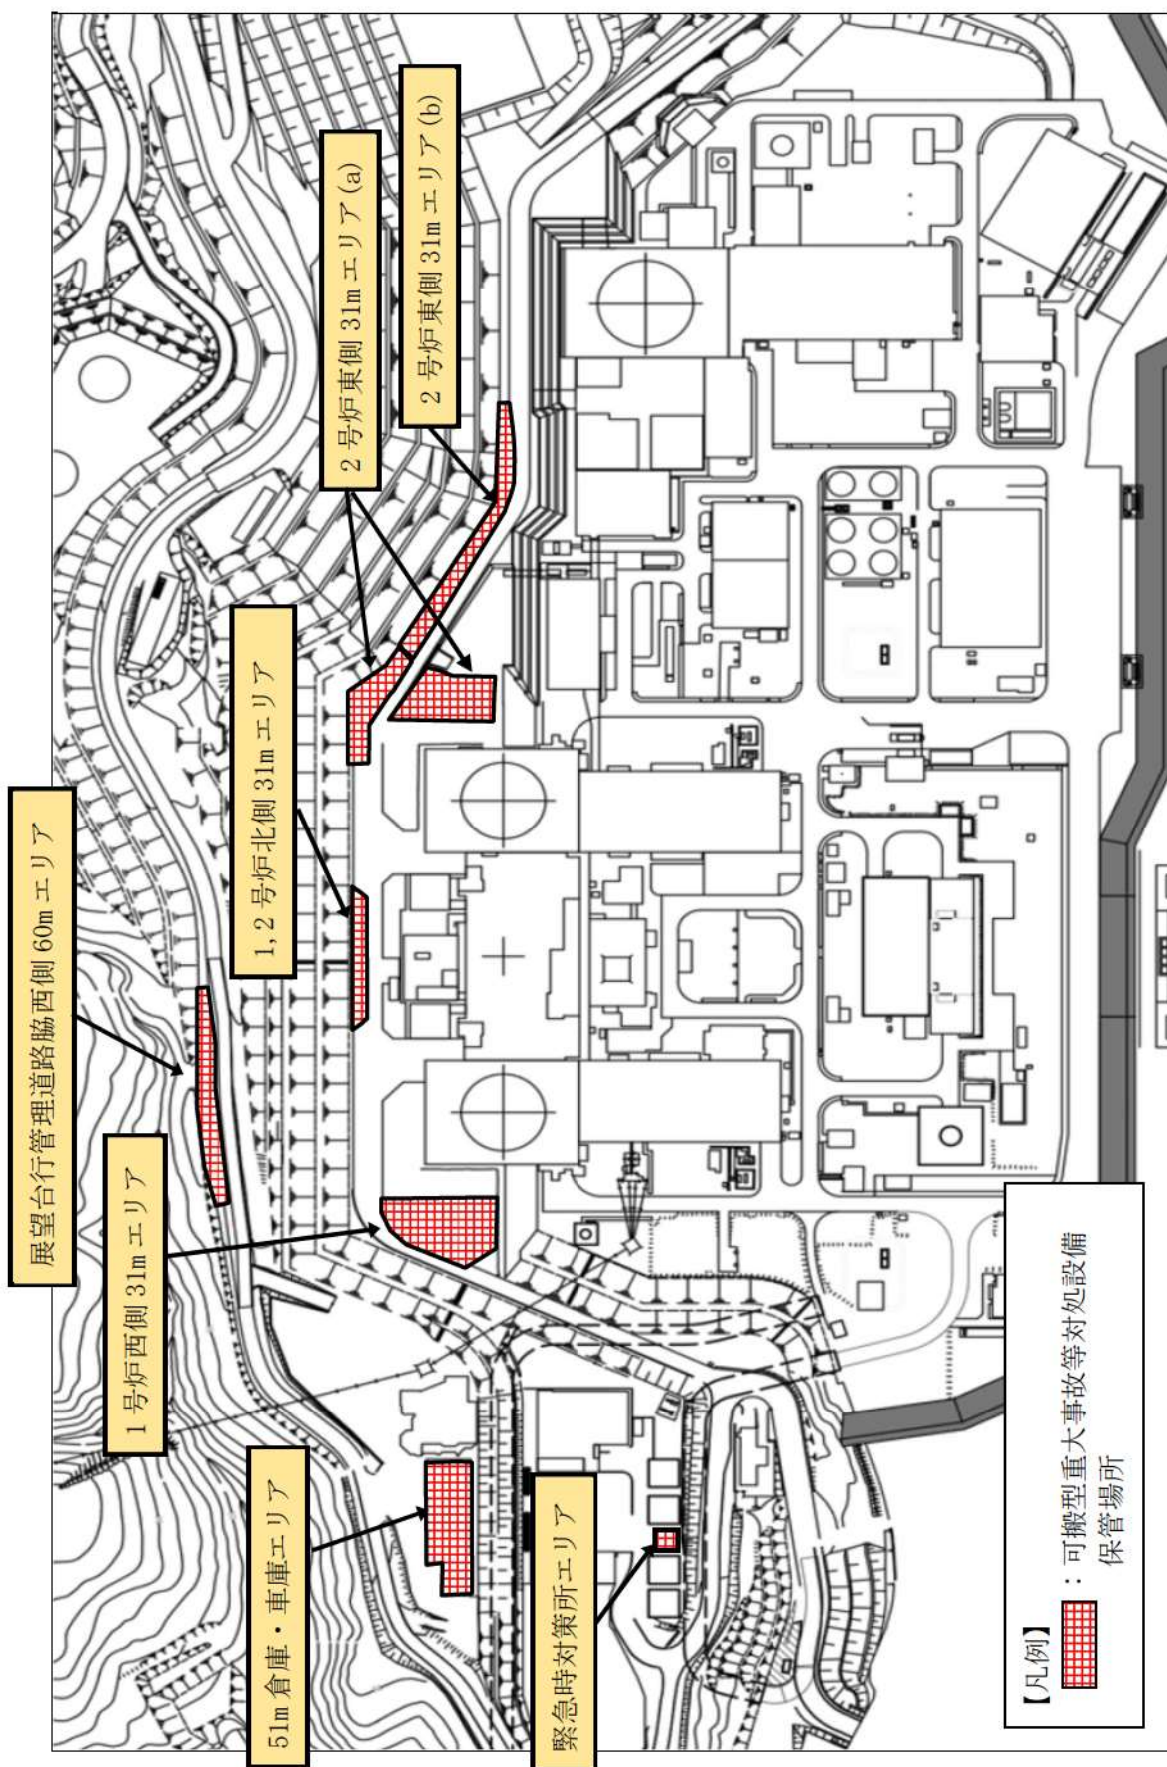 展望台行管理道路脇西側 60m エリア
1 号炉西側 31m エリア
51m 倉庫・車庫エリア
緊急時対策所エリア
1, 2 号炉北側 31m エリア
2 号炉東側 31m エリア(a)
2 号炉東側 31m エリア(b)
【凡例】
：可搬型重大事故等対処設備
保管場所